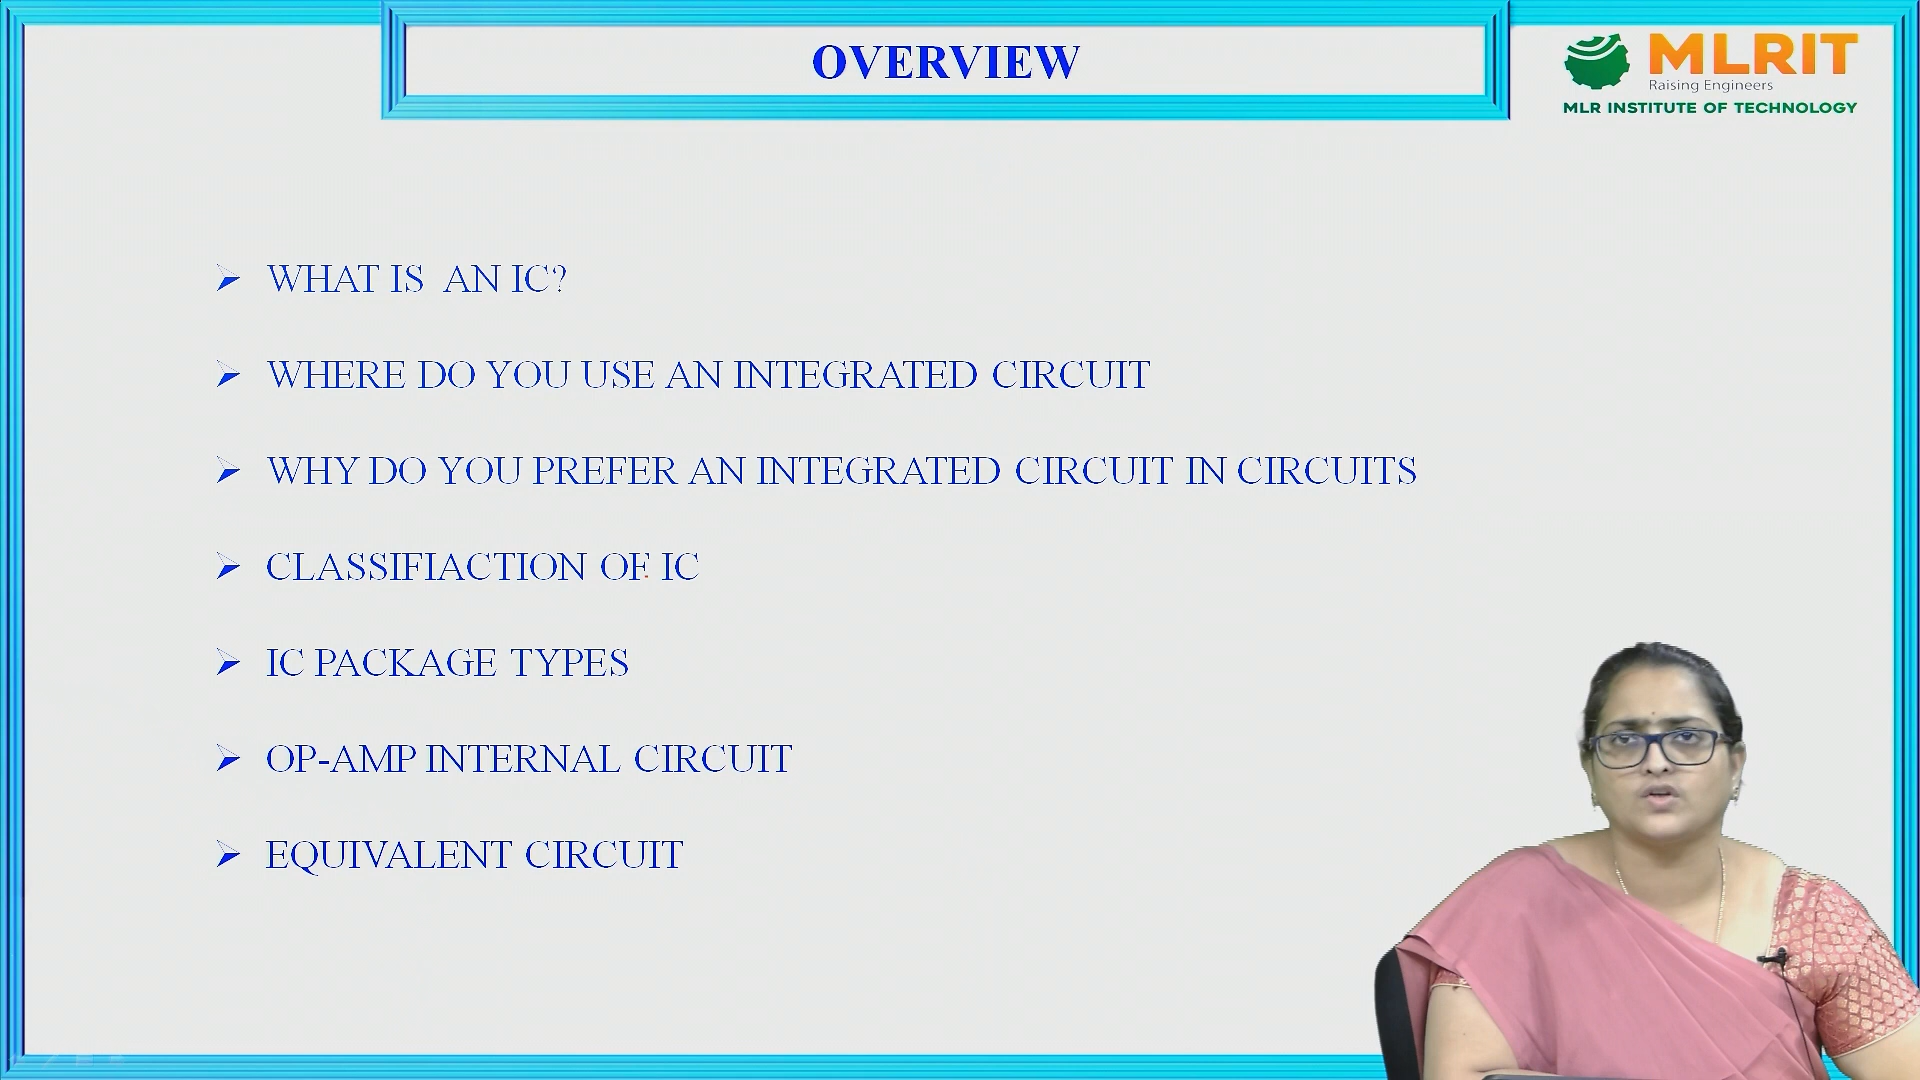 OVERVIEW
MLRIT
Raising Engineers
MLR INSTITUTE OF TECHNOLOGY
WHAT IS AN IC?
WHERE DO YOU USE AN INTEGRATED CIRCUIT
WHY DO YOU PREFER AN INTEGRATED CIRCUIT IN CIRCUITS
CLASSIFIACTION OF IC
IC PACKAGE TYPES
OP-AMP INTERNAL CIRCUIT
EQUIVALENT CIRCUIT